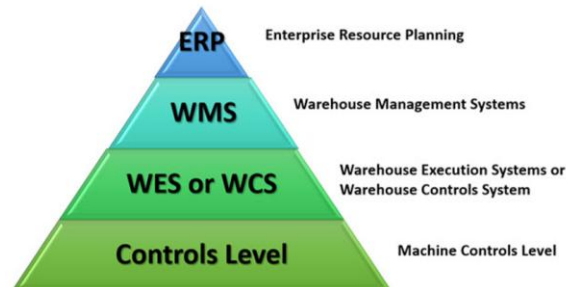 ERP
Enterprise Resource Planning
WMS
Warehouse Management Systems
WES or WCS
Warehouse Execution Systems or
Warehouse Controls System
Controls Level
Machine Controls Level